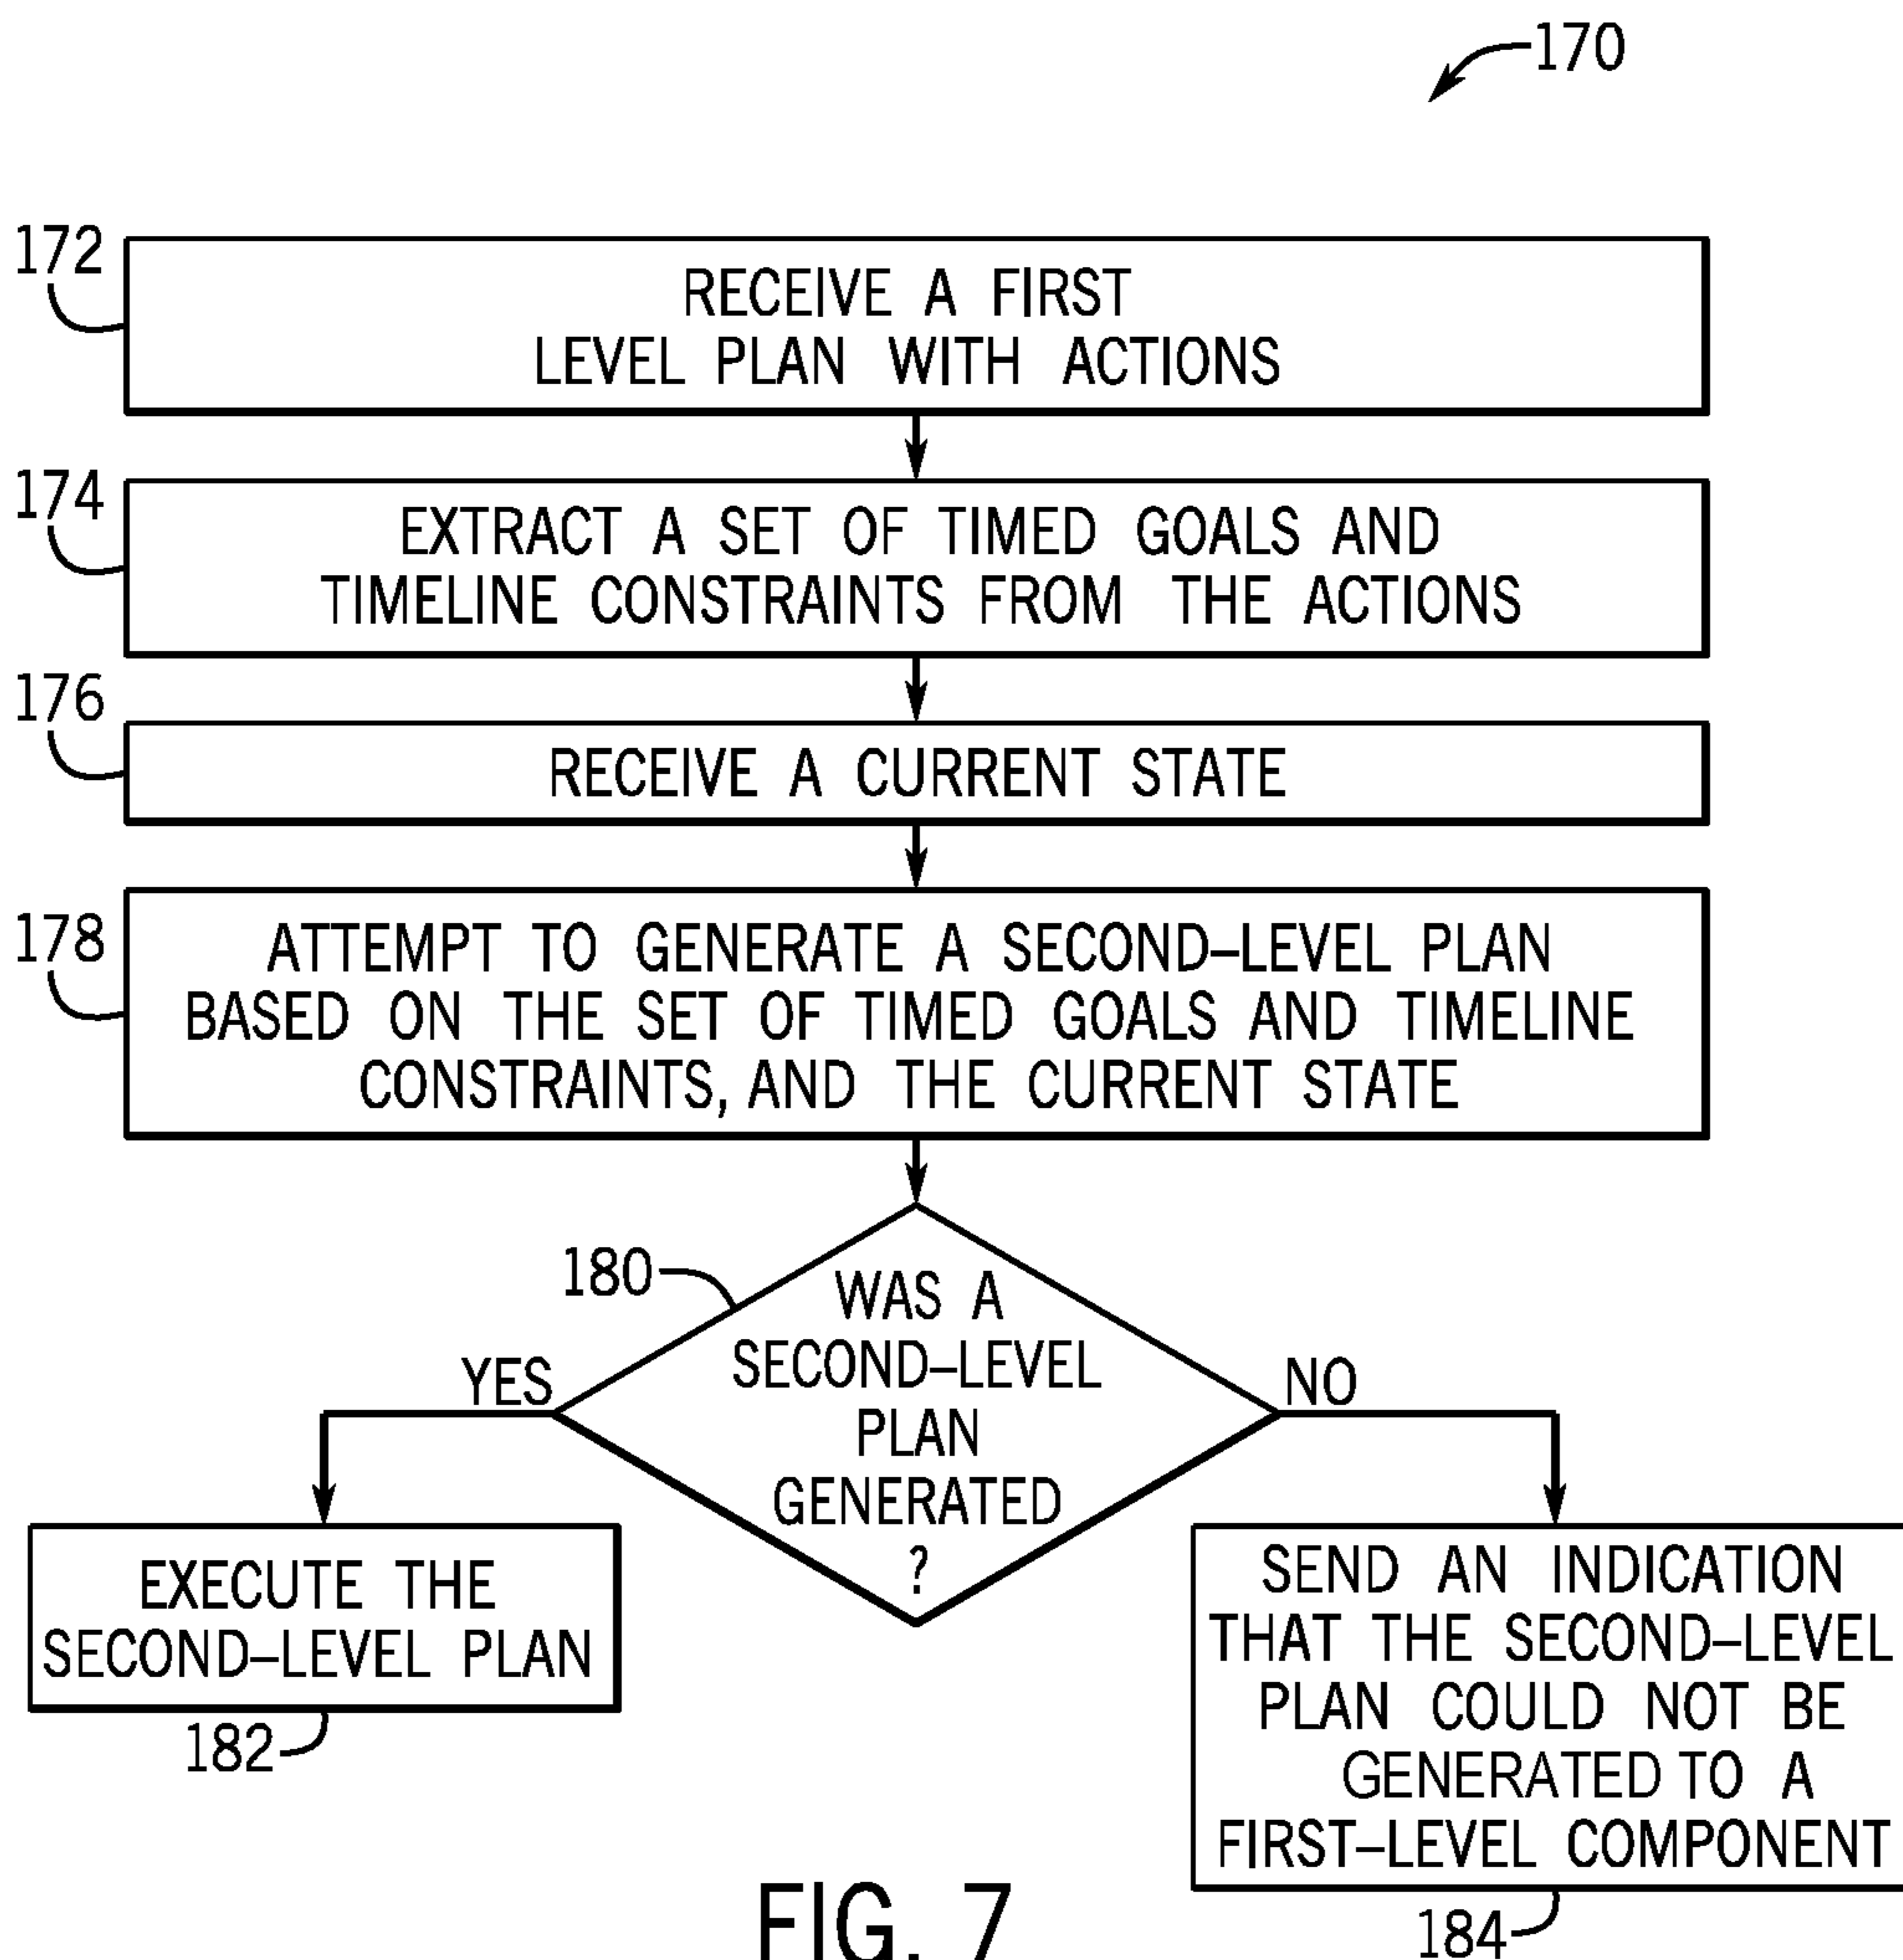 170
172
RECEIVE A FIRST
LEVEL PLAN WITH ACTIONS
174
EXTRACT A SET OF TIMED GOALS AND
TIMELINE CONSTRAINTS FROM THE ACTIONS
176
RECEIVE A CURRENT STATE
178
ATTEMPT TO GENERATE A SECOND–LEVEL PLAN
BASED ON THE SET OF TIMED GOALS AND TIMELINE
CONSTRAINTS, AND THE CURRENT STATE
180
WAS A
SECOND–LEVEL
PLAN
GENERATED
?
YES
NO
EXECUTE THE
SECOND–LEVEL PLAN
182
SEND AN INDICATION
THAT THE SECOND–LEVEL
PLAN COULD NOT BE
GENERATED TO A
FIRST–LEVEL COMPONENT
184
FIG. 7